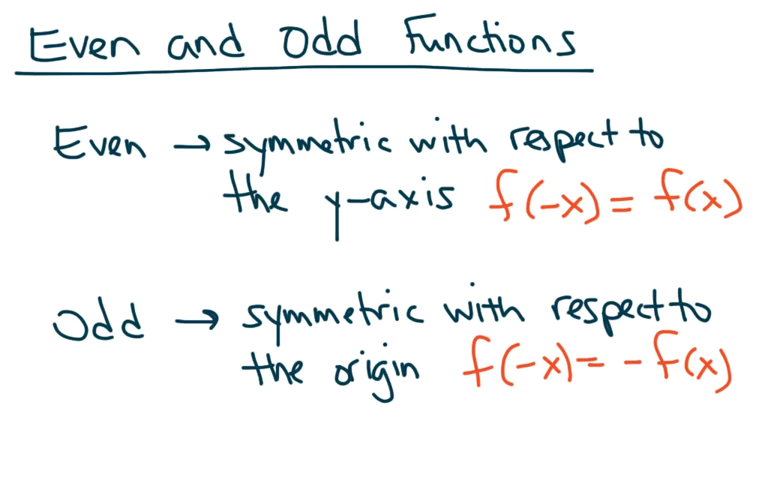 Even and Odd Functions
Even → symmetric with respect to
the y-axis f(-x) = f(x)
Odd → symmetric with respect to
the origin f(-x) = - f(x)